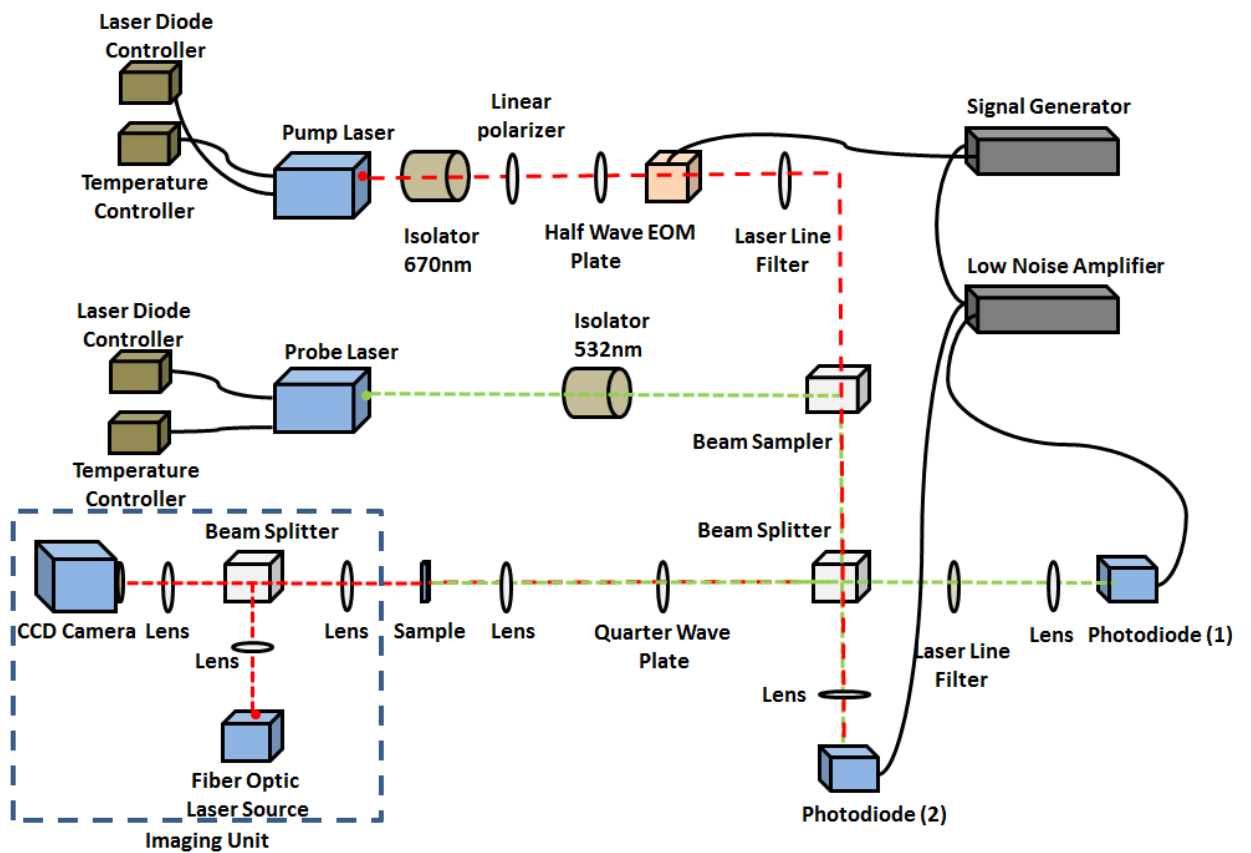 Laser Diode
Controller
Pump Laser
Linear
polarizer
Signal Generator
Temperature
Controller
Isolator
670nm
Half Wave EOM
Plate
Laser Line
Filter
Low Noise Amplifier
Laser Diode
Controller
Probe Laser
Isolator
532nm
Beam Sampler
Temperature
Controller
Beam Splitter
Beam Splitter
CCD Camera
Lens
Lens
Sample
Lens
Quarter Wave
Plate
Laser Line
Filter
Lens
Photodiode (1)
Lens
Lens
Fiber Optic
Laser Source
Photodiode (2)
Imaging Unit